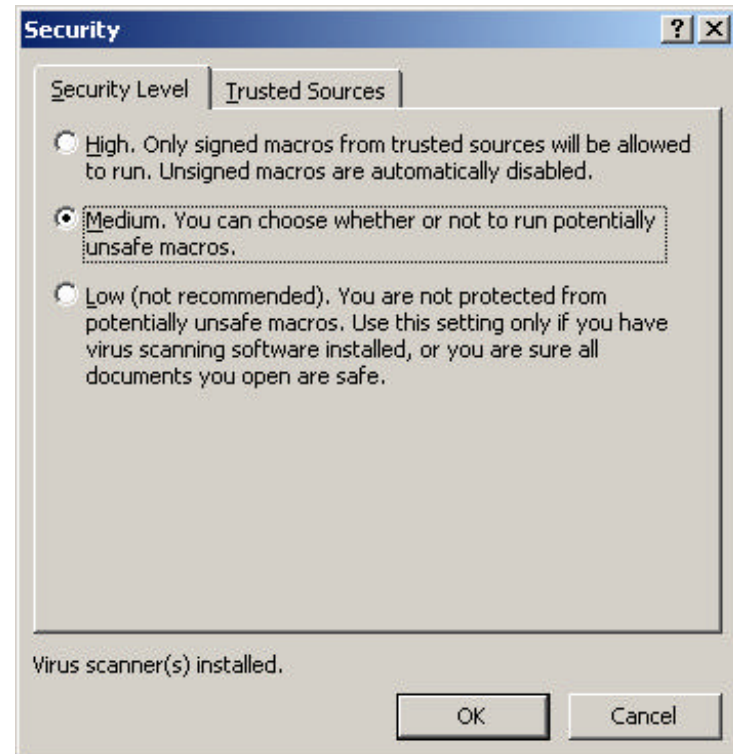 Security
Security Level Trusted Sources
High. Only signed macros from trusted sources will be allowed
to run. Unsigned macros are automatically disabled.
Medium. You can choose whether or not to run potentially
unsafe macros.
Low (not recommended). You are not protected from
potentially unsafe macros. Use this setting only if you have
virus scanning software installed, or you are sure all
documents you open are safe.
Virus scanner(s) installed.
OK Cancel